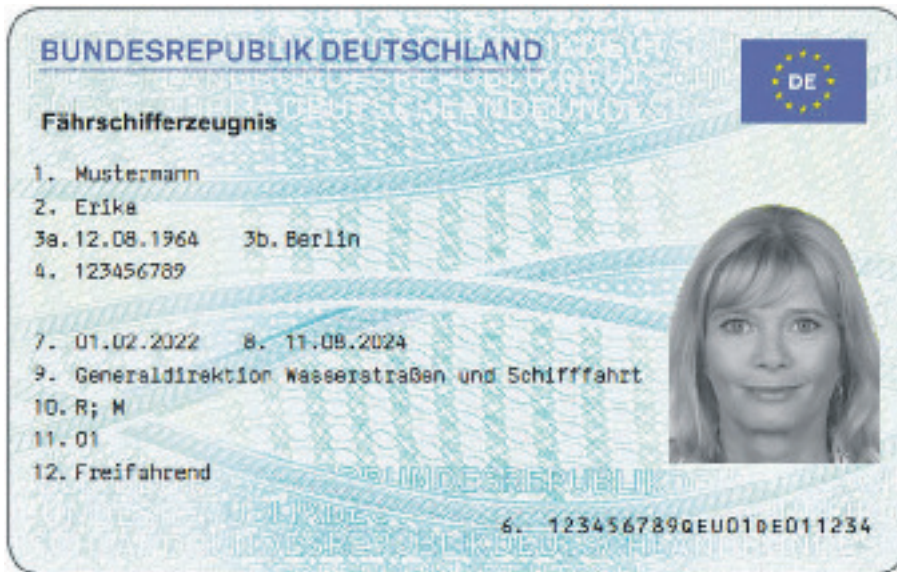 BUNDESREPUBLIK DEUTSCHLAND
DE
Fährschifferzeugnis
1. Mustermann
2. Erika
3a. 12.08.1964 3b. Berlin
4. 123456789
7. 01.02.2022 8. 11.08.2024
9. Generaldirektion Wasserstraßen und Schifffahrt
10. R; M
11. 01
12. Freifahrend
6. 123456789QEU01DE011234